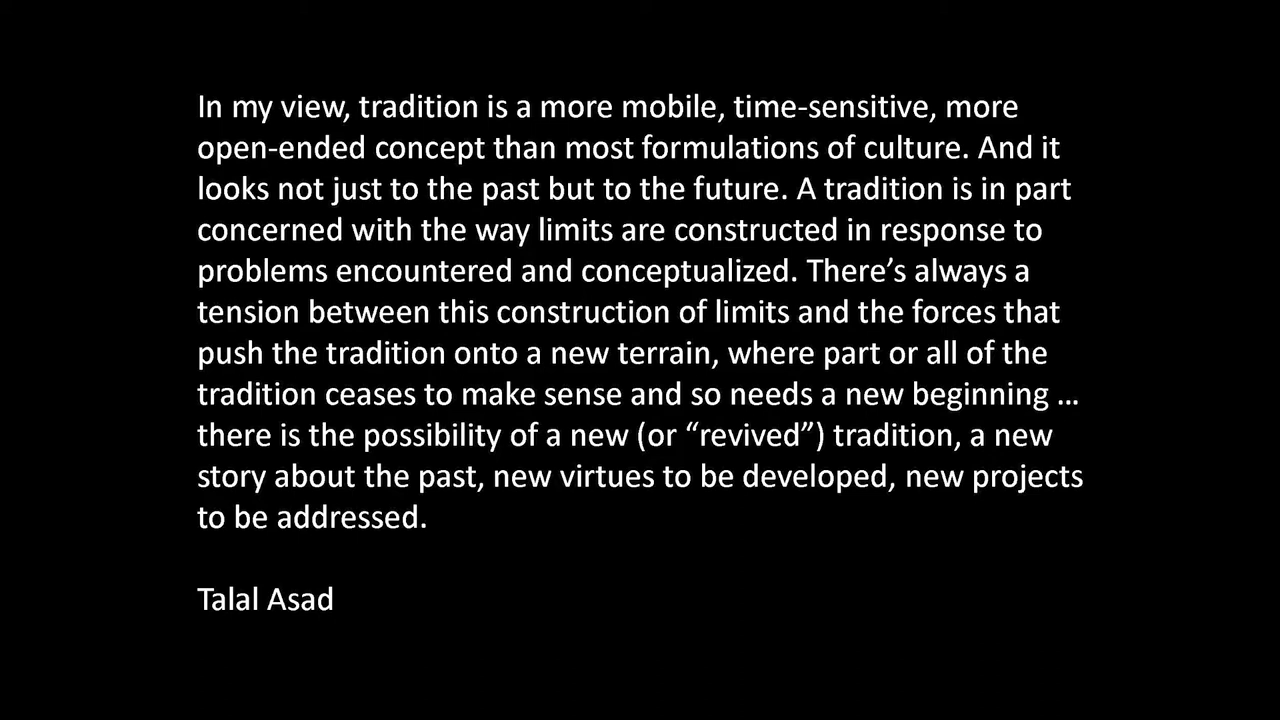 In my view, tradition is a more mobile, time-sensitive, more
open-ended concept than most formulations of culture. And it
looks not just to the past but to the future. A tradition is in part
concerned with the way limits are constructed in response to
problems encountered and conceptualized. There’s always a
tension between this construction of limits and the forces that
push the tradition onto a new terrain, where part or all of the
tradition ceases to make sense and so needs a new beginning …
there is the possibility of a new (or “revived”) tradition, a new
story about the past, new virtues to be developed, new projects
to be addressed.
Talal Asad